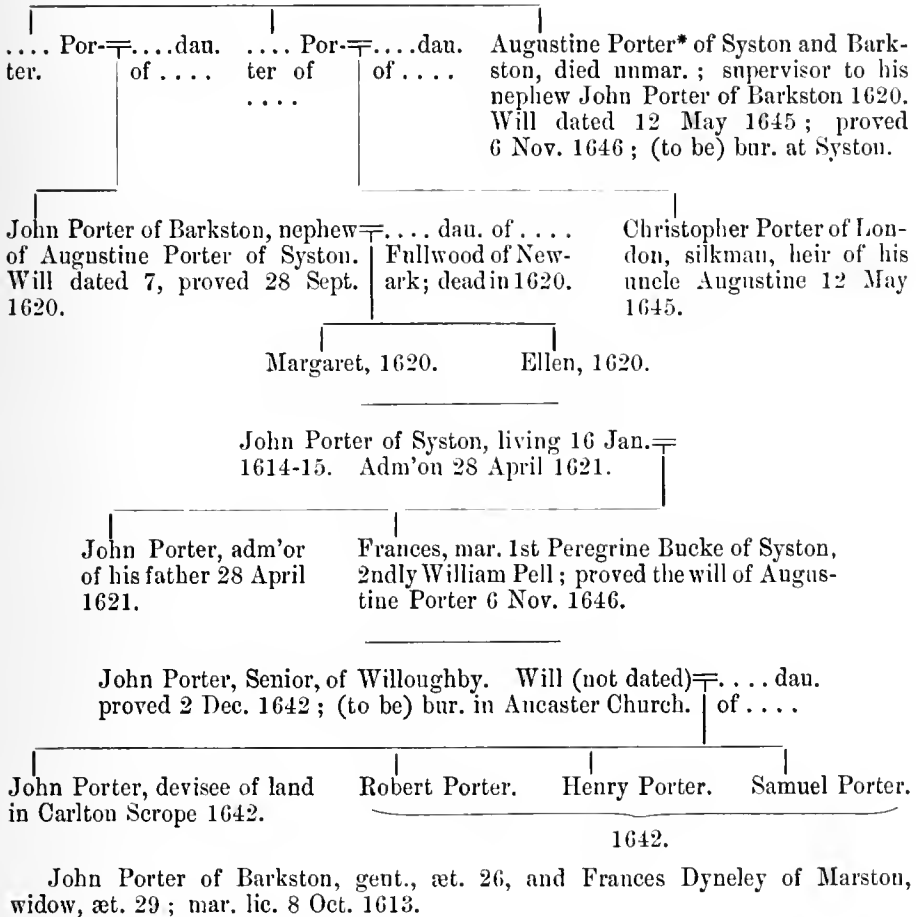 .... Por-....dau. .... Por-....dau. Augustine Porter* of Syston and Bark-
ter. of .... ter of of .... ston, died unmar. ; supervisor to his
.... nephew John Porter of Barkston 1620.
Will dated 12 May 1645 ; proved
6 Nov. 1646 ; (to be) bur. at Syston.
John Porter of Barkston, nephew .... dau. of .... Christopher Porter of Lon-
of Augustine Porter of Syston. Fullwood of New- don, silkman, heir of his
Will dated 7, proved 28 Sept. ark; dead in 1620. uncle Augustine 12 May
1620. 1645.
Margaret, 1620. Ellen, 1620.
John Porter of Syston, living 16 Jan.
1614-15. Adm'on 28 April 1621.
John Porter, adm'or Frances, mar. 1st Peregrine Bucke of Syston,
of his father 28 April 2ndly William Pell ; proved the will of Augus-
1621. tine Porter 6 Nov. 1646.
John Porter, Senior, of Willoughby. Will (not dated) .... dau.
proved 2 Dec. 1642 ; (to be) bur. in Ancaster Church. of ....
John Porter, devisee of land Robert Porter. Henry Porter. Samuel Porter.
in Carlton Scrope 1642.
1642.
John Porter of Barkston, gent., æt. 26, and Frances Dyneley of Marston,
widow, æt. 29 ; mar. lic. 8 Oct. 1613.